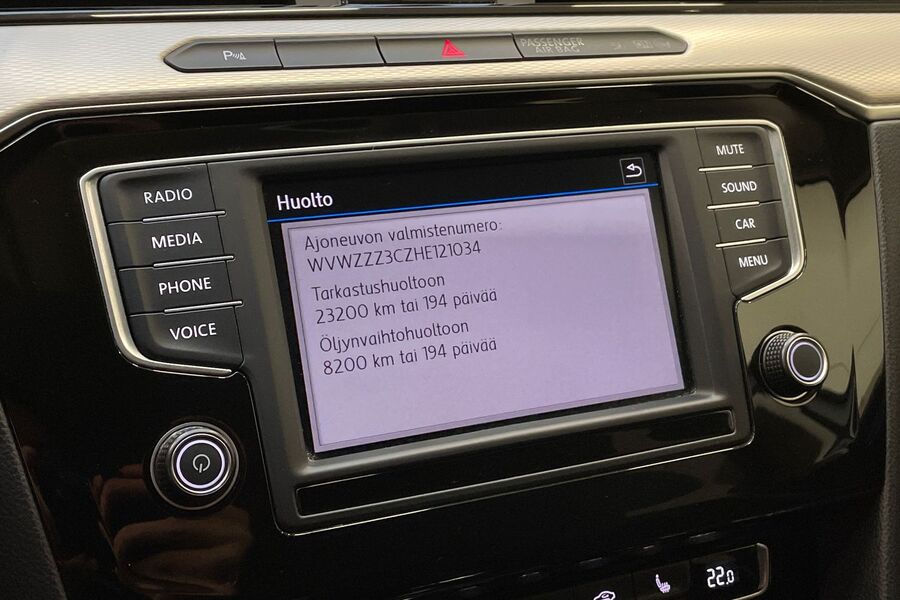 P
PASSENGER
AIR BAG
RADIO
MEDIA
PHONE
VOICE
Huolto
Ajoneuvon valmistenumero:
WVWZZZ3CZHE121034
Tarkastushuoltoon
23200 km tai 194 päivää
Öljynvaihtohuoltoon
8200 km tai 194 päivää
MUTE
SOUND
CAR
MENU
22.0